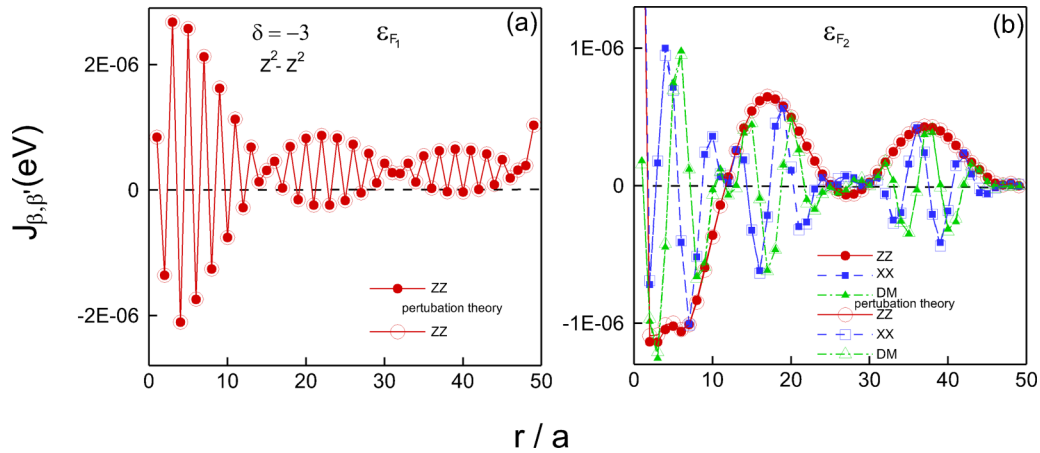 (a)
δ = −3
ε_F₁
Z²- Z²
J_β,β'(eV)
2E-06
0
-2E-06
ZZ
pertubation theory
ZZ
0 10 20 30 40 50
(b)
ε_F₂
1E-06
0
-1E-06
ZZ
XX
DM
pertubation theory
ZZ
XX
DM
0 10 20 30 40 50
r / a